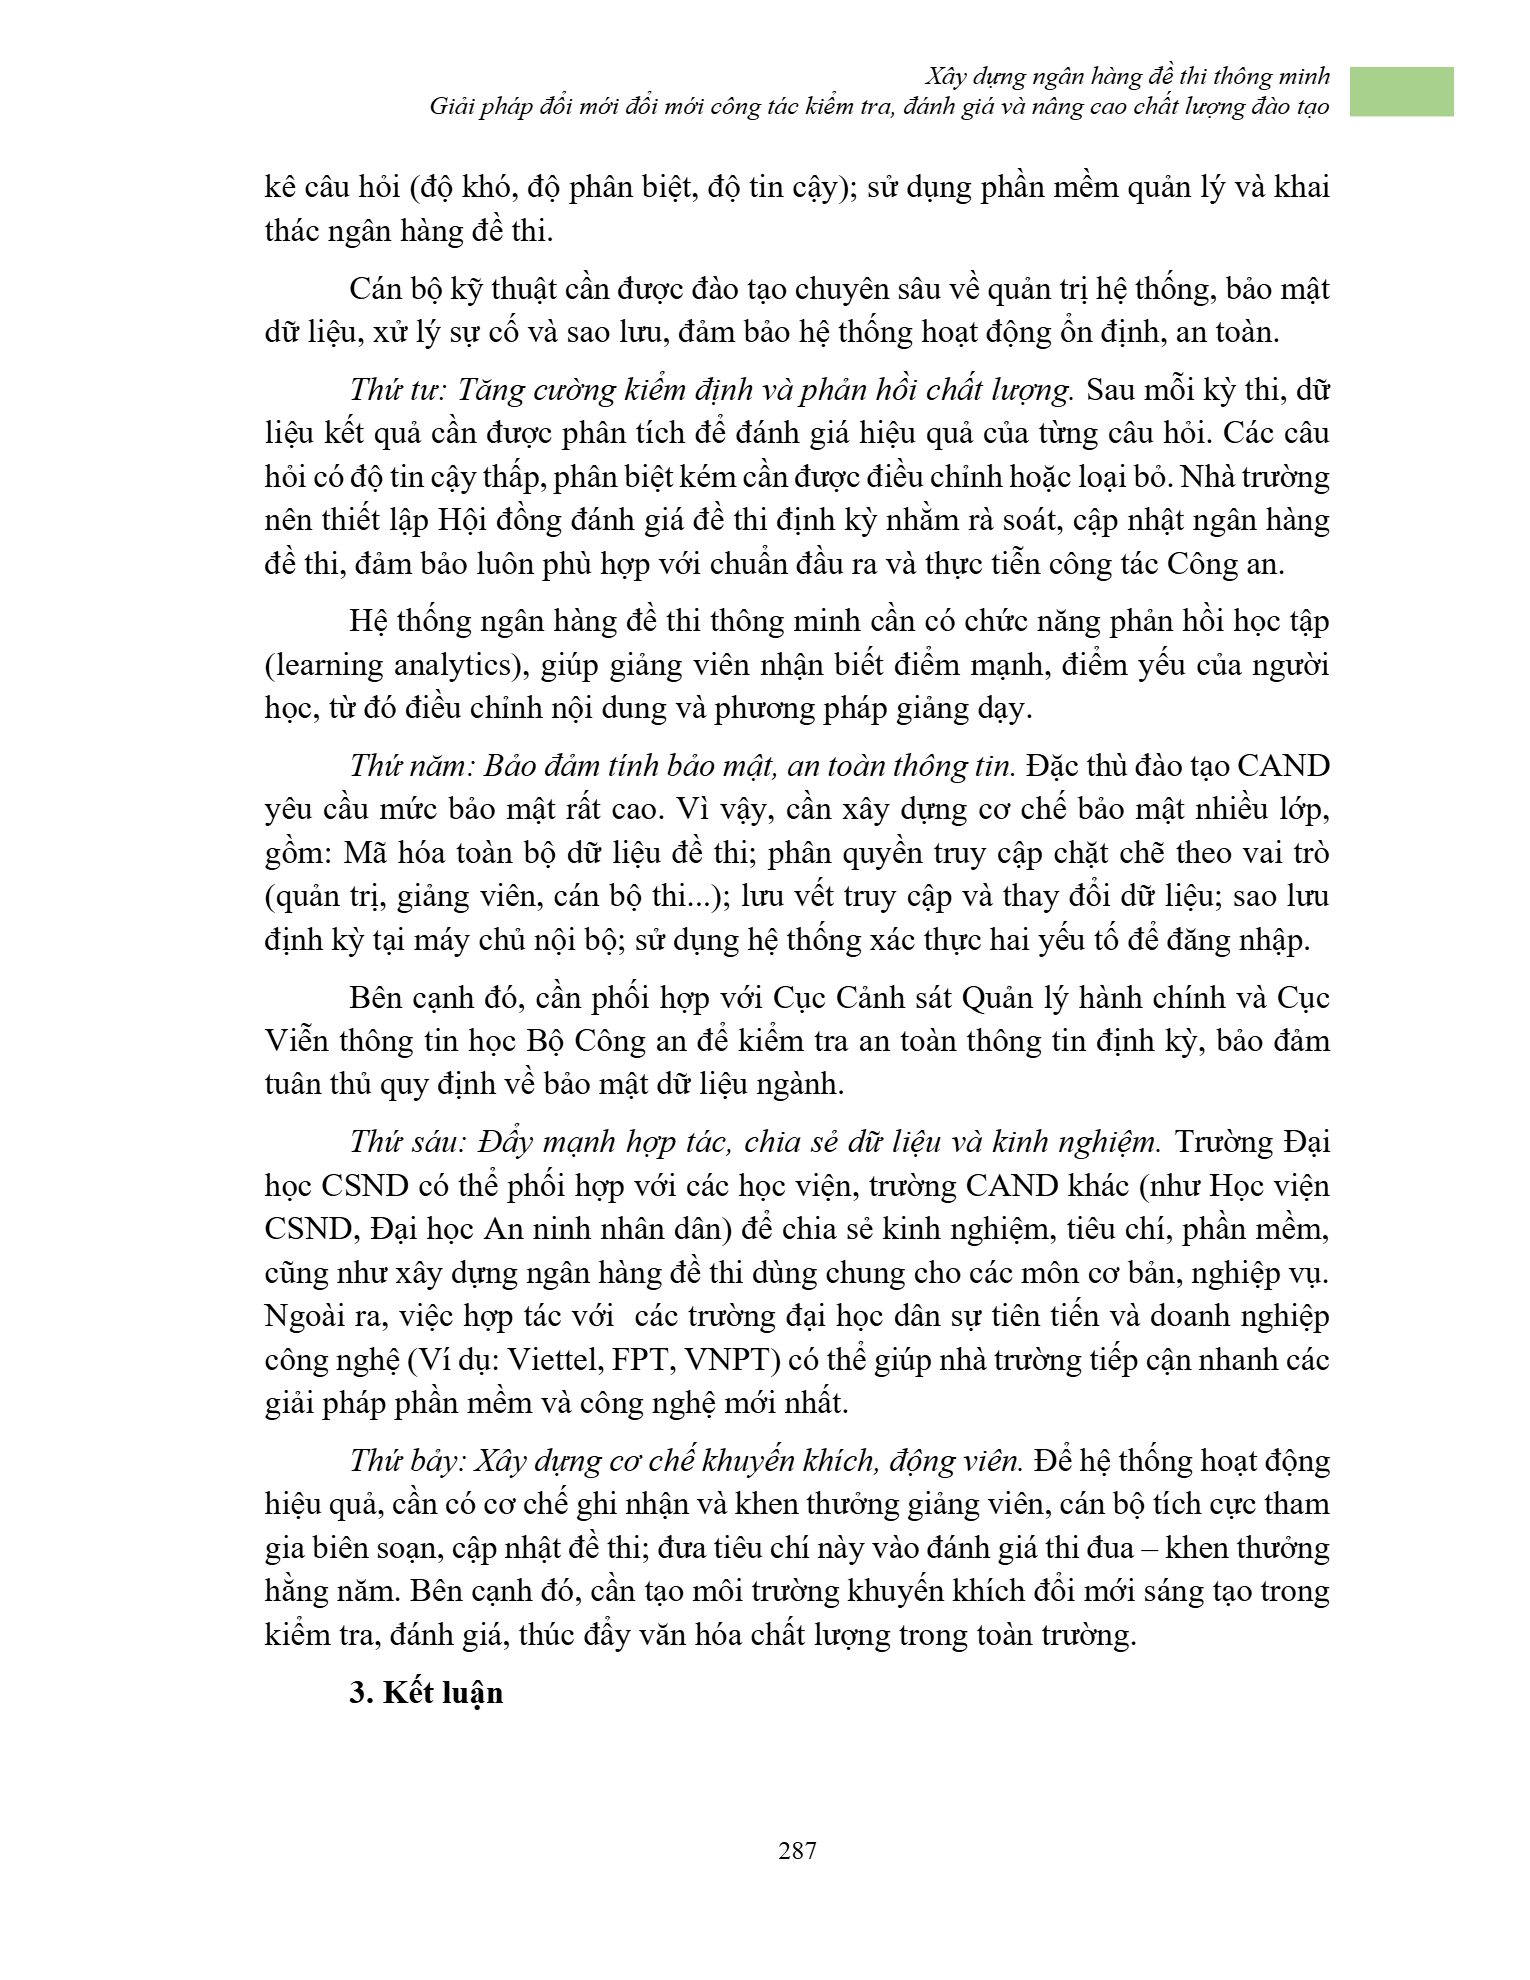 Xây dựng ngân hàng đề thi thông minh
Giải pháp đổi mới đổi mới công tác kiểm tra, đánh giá và nâng cao chất lượng đào tạo
kê câu hỏi (độ khó, độ phân biệt, độ tin cậy); sử dụng phần mềm quản lý và khai
thác ngân hàng đề thi.
Cán bộ kỹ thuật cần được đào tạo chuyên sâu về quản trị hệ thống, bảo mật
dữ liệu, xử lý sự cố và sao lưu, đảm bảo hệ thống hoạt động ổn định, an toàn.
Thứ tư: Tăng cường kiểm định và phản hồi chất lượng. Sau mỗi kỳ thi, dữ
liệu kết quả cần được phân tích để đánh giá hiệu quả của từng câu hỏi. Các câu
hỏi có độ tin cậy thấp, phân biệt kém cần được điều chỉnh hoặc loại bỏ. Nhà trường
nên thiết lập Hội đồng đánh giá đề thi định kỳ nhằm rà soát, cập nhật ngân hàng
đề thi, đảm bảo luôn phù hợp với chuẩn đầu ra và thực tiễn công tác Công an.
Hệ thống ngân hàng đề thi thông minh cần có chức năng phản hồi học tập
(learning analytics), giúp giảng viên nhận biết điểm mạnh, điểm yếu của người
học, từ đó điều chỉnh nội dung và phương pháp giảng dạy.
Thứ năm: Bảo đảm tính bảo mật, an toàn thông tin. Đặc thù đào tạo CAND
yêu cầu mức bảo mật rất cao. Vì vậy, cần xây dựng cơ chế bảo mật nhiều lớp,
gồm: Mã hóa toàn bộ dữ liệu đề thi; phân quyền truy cập chặt chẽ theo vai trò
(quản trị, giảng viên, cán bộ thi...); lưu vết truy cập và thay đổi dữ liệu; sao lưu
định kỳ tại máy chủ nội bộ; sử dụng hệ thống xác thực hai yếu tố để đăng nhập.
Bên cạnh đó, cần phối hợp với Cục Cảnh sát Quản lý hành chính và Cục
Viễn thông tin học Bộ Công an để kiểm tra an toàn thông tin định kỳ, bảo đảm
tuân thủ quy định về bảo mật dữ liệu ngành.
Thứ sáu: Đẩy mạnh hợp tác, chia sẻ dữ liệu và kinh nghiệm. Trường Đại
học CSND có thể phối hợp với các học viện, trường CAND khác (như Học viện
CSND, Đại học An ninh nhân dân) để chia sẻ kinh nghiệm, tiêu chí, phần mềm,
cũng như xây dựng ngân hàng đề thi dùng chung cho các môn cơ bản, nghiệp vụ.
Ngoài ra, việc hợp tác với  các trường đại học dân sự tiên tiến và doanh nghiệp
công nghệ (Ví dụ: Viettel, FPT, VNPT) có thể giúp nhà trường tiếp cận nhanh các
giải pháp phần mềm và công nghệ mới nhất.
Thứ bảy: Xây dựng cơ chế khuyến khích, động viên. Để hệ thống hoạt động
hiệu quả, cần có cơ chế ghi nhận và khen thưởng giảng viên, cán bộ tích cực tham
gia biên soạn, cập nhật đề thi; đưa tiêu chí này vào đánh giá thi đua – khen thưởng
hằng năm. Bên cạnh đó, cần tạo môi trường khuyến khích đổi mới sáng tạo trong
kiểm tra, đánh giá, thúc đẩy văn hóa chất lượng trong toàn trường.
3. Kết luận
287